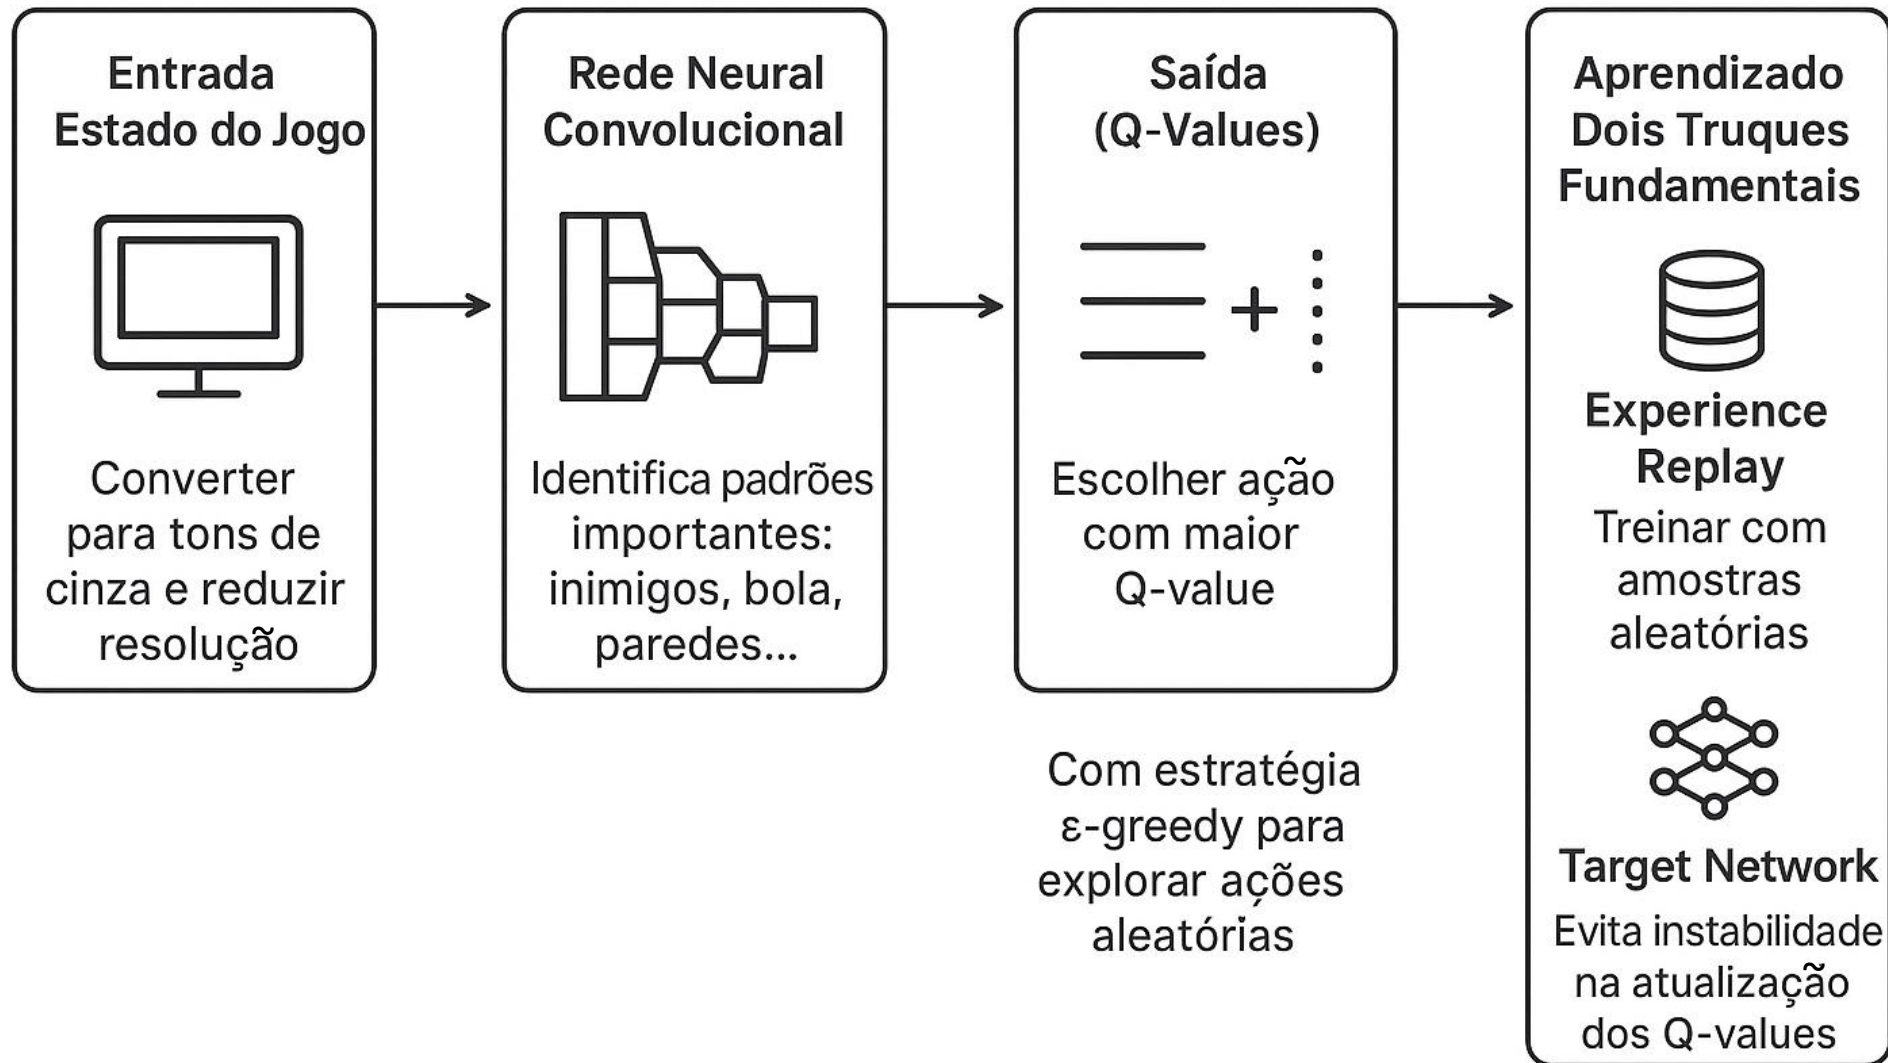 Entrada
Estado do Jogo
Converter
para tons de
cinza e reduzir
resolução
Rede Neural
Convolucional
Identifica padrões
importantes:
inimigos, bola,
paredes...
Saída
(Q-Values)
+
Escolher ação
com maior
Q-value
Com estratégia
ε-greedy para
explorar ações
aleatórias
Aprendizado
Dois Truques
Fundamentais
Experience
Replay
Treinar com
amostras
aleatórias
Target Network
Evita instabilidade
na atualização
dos Q-values